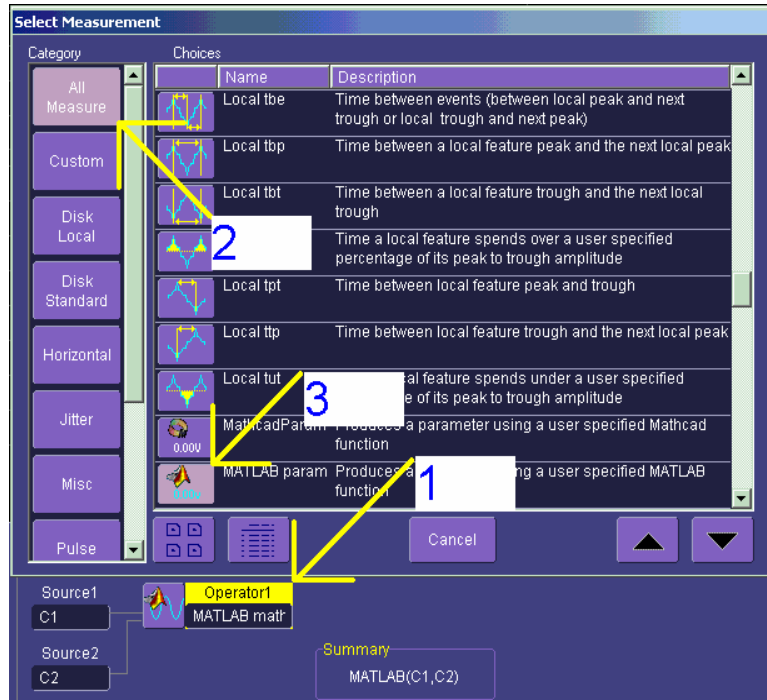 Select Measurement
Category
Choices
All
Measure
Custom
Disk
Local
Disk
Standard
Horizontal
Jitter
Misc
Pulse
Name Description
Local tbe Time between events (between local peak and next
trough or local trough and next peak)
Local tbp Time between a local feature peak and the next local peak
Local tbt Time between a local feature trough and the next local
trough
Time a local feature spends over a user specified
percentage of its peak to trough amplitude
2
Local tpt Time between local feature peak and trough
Local ttp Time between local feature trough and the next local peak
Local tut cal feature spends under a user specified
e of its peak to trough amplitude
3
0.00V
MathcadParam Produces a parameter using a user specified Mathcad
function
MATLAB param Produces a ng a user specified MATLAB
function
1
Cancel
Source1
C1
Source2
C2
Operator1
MATLAB math
Summary
MATLAB(C1,C2)